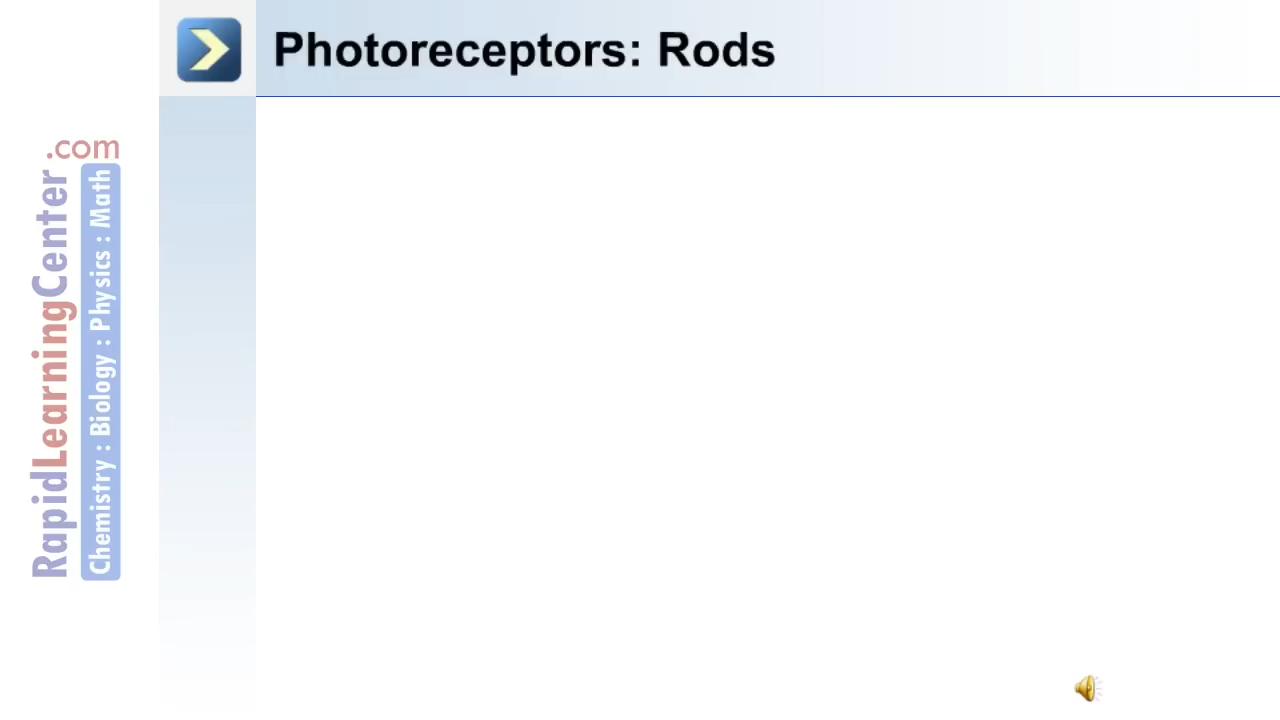 Photoreceptors: Rods
RapidLearningCenter.com
Chemistry : Biology : Physics : Math